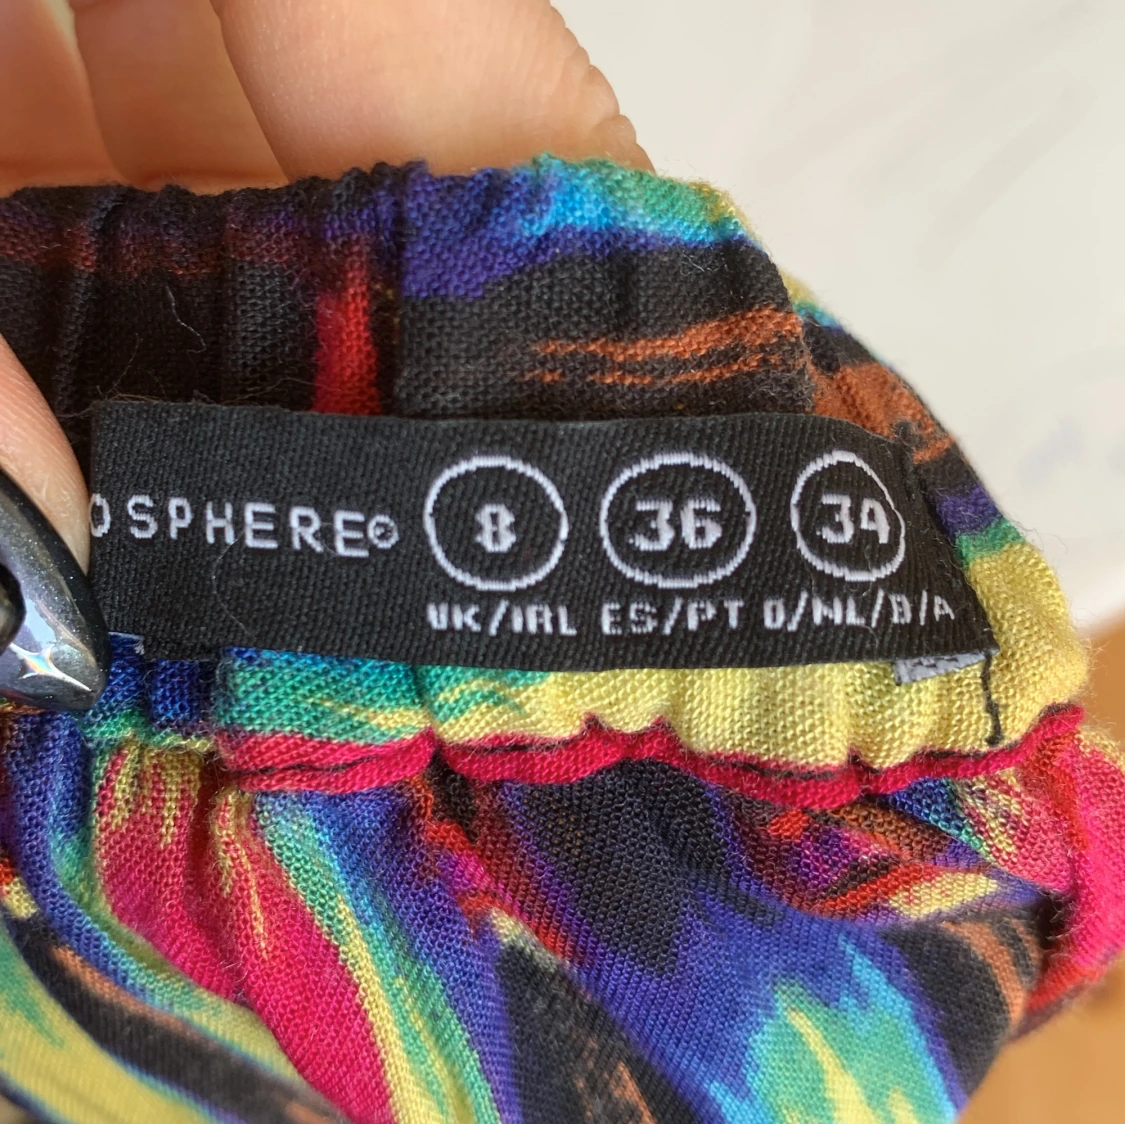 OSPHERE®
8 36 34
UK/IRL ES/PT D/NL/B/A